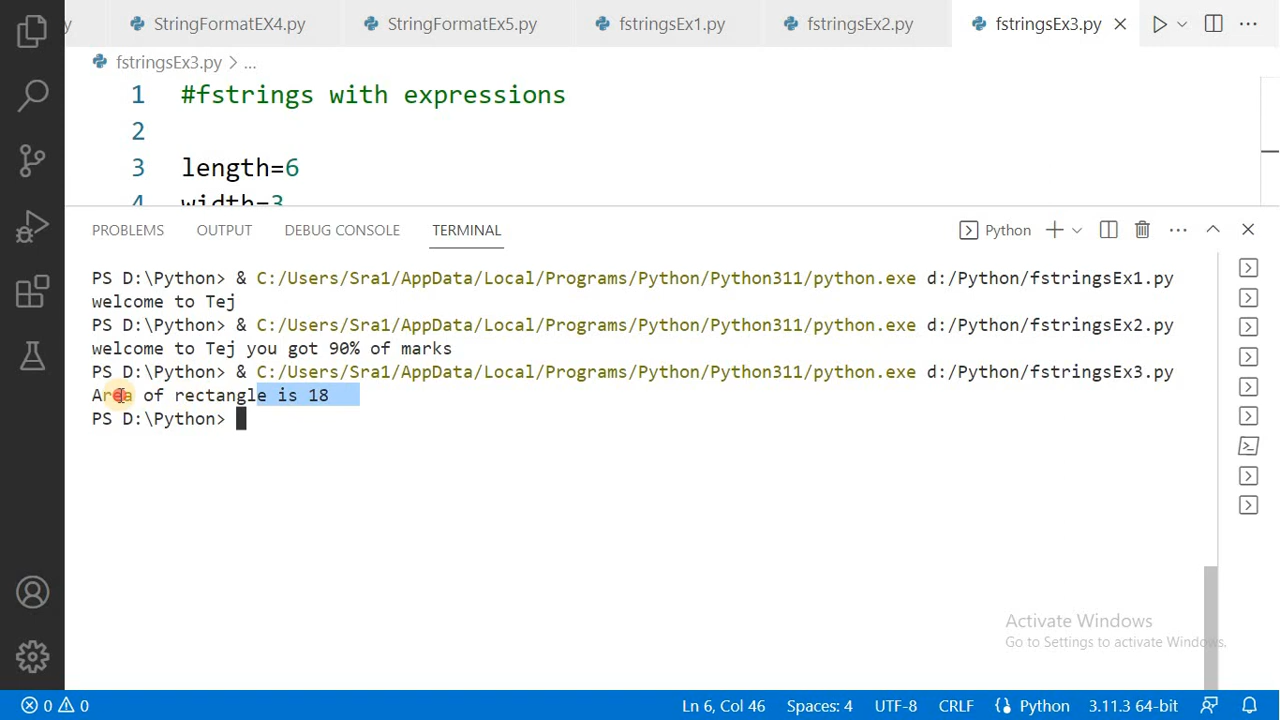 y StringFormatEX4.py StringFormatEx5.py fstringsEx1.py fstringsEx2.py fstringsEx3.py
fstringsEx3.py > ...
1 #fstrings with expressions
2
3 length=6
4 width=3
PROBLEMS OUTPUT DEBUG CONSOLE TERMINAL Python
PS D:\Python> & C:/Users/Sra1/AppData/Local/Programs/Python/Python311/python.exe d:/Python/fstringsEx1.py
welcome to Tej
PS D:\Python> & C:/Users/Sra1/AppData/Local/Programs/Python/Python311/python.exe d:/Python/fstringsEx2.py
welcome to Tej you got 90% of marks
PS D:\Python> & C:/Users/Sra1/AppData/Local/Programs/Python/Python311/python.exe d:/Python/fstringsEx3.py
Area of rectangle is 18
PS D:\Python>
Activate Windows
Go to Settings to activate Windows.
0 0 Ln 6, Col 46 Spaces: 4 UTF-8 CRLF Python 3.11.3 64-bit